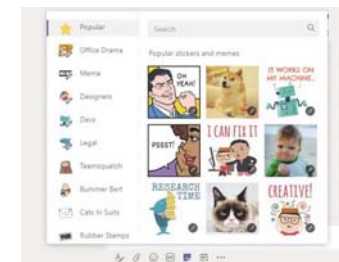 Popular
Search
Office Drama
Popular stickers and memes
Meme
Designers
Devs
Legal
Teamsquatch
Bummer Bert
Cats In Suits
Rubber Stamps
OH YEAH!
IT WORKS ON
MY MACHINE..
PSSST!
I CAN FIX IT
RESEARCH
TIME
CREATIVE!